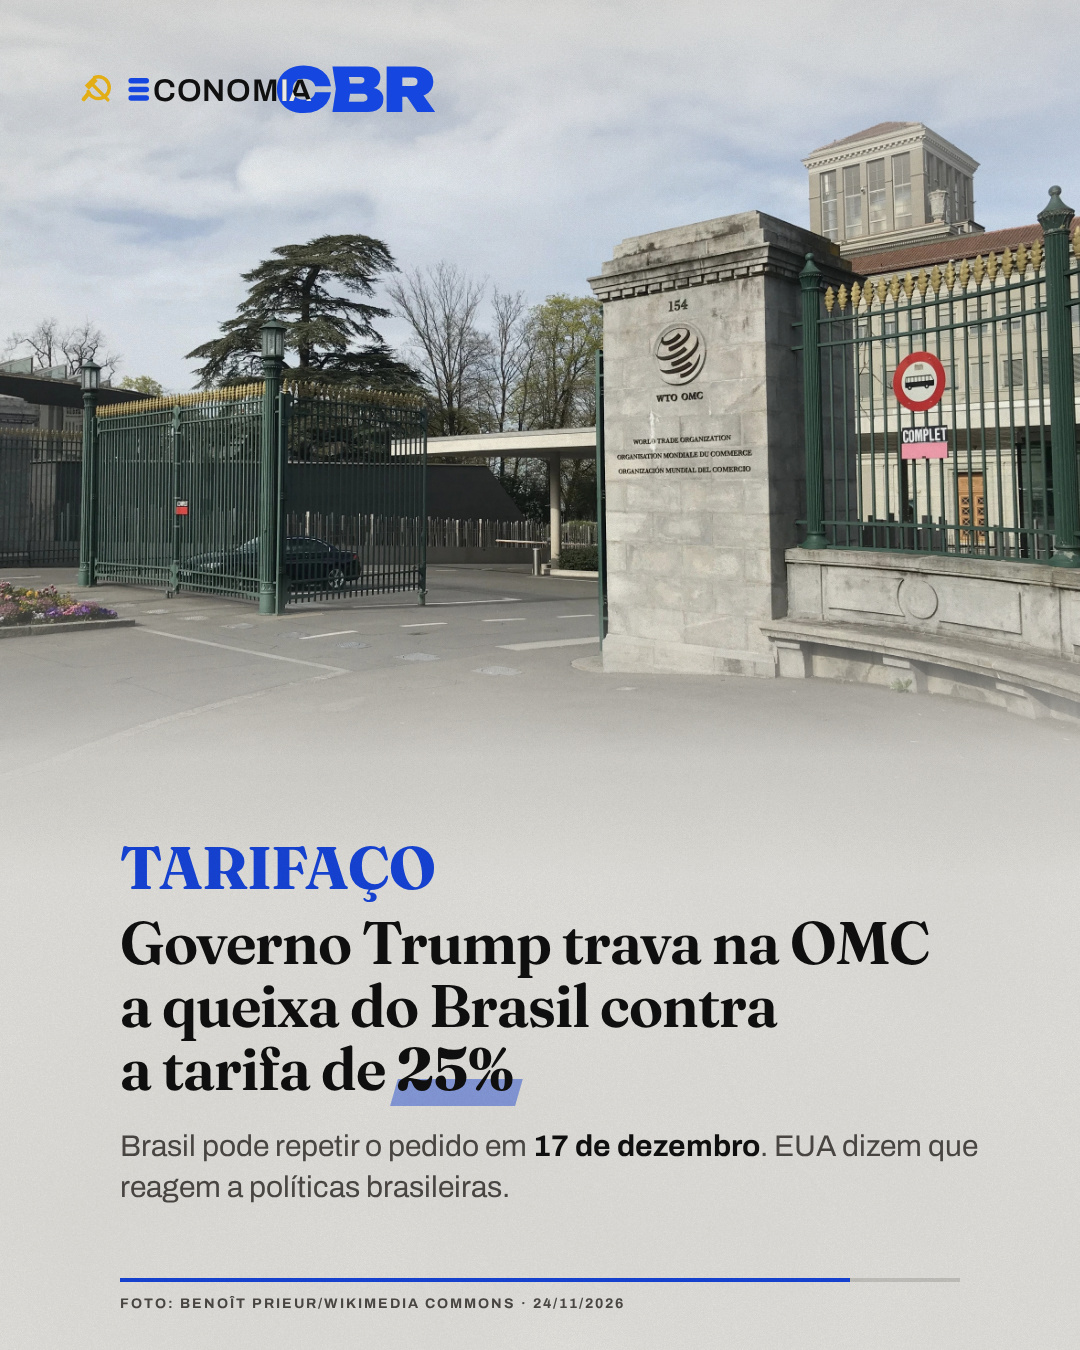 ECONOMIA CBR
154
WTO OMC
WORLD TRADE ORGANIZATION
ORGANISATION MONDIALE DU COMMERCE
ORGANIZACIÓN MUNDIAL DEL COMERCIO
COMPLET
TARIFAÇO
Governo Trump trava na OMC
a queixa do Brasil contra
a tarifa de 25%
Brasil pode repetir o pedido em 17 de dezembro. EUA dizem que
reagem a políticas brasileiras.
FOTO: BENOÎT PRIEUR/WIKIMEDIA COMMONS · 24/11/2026